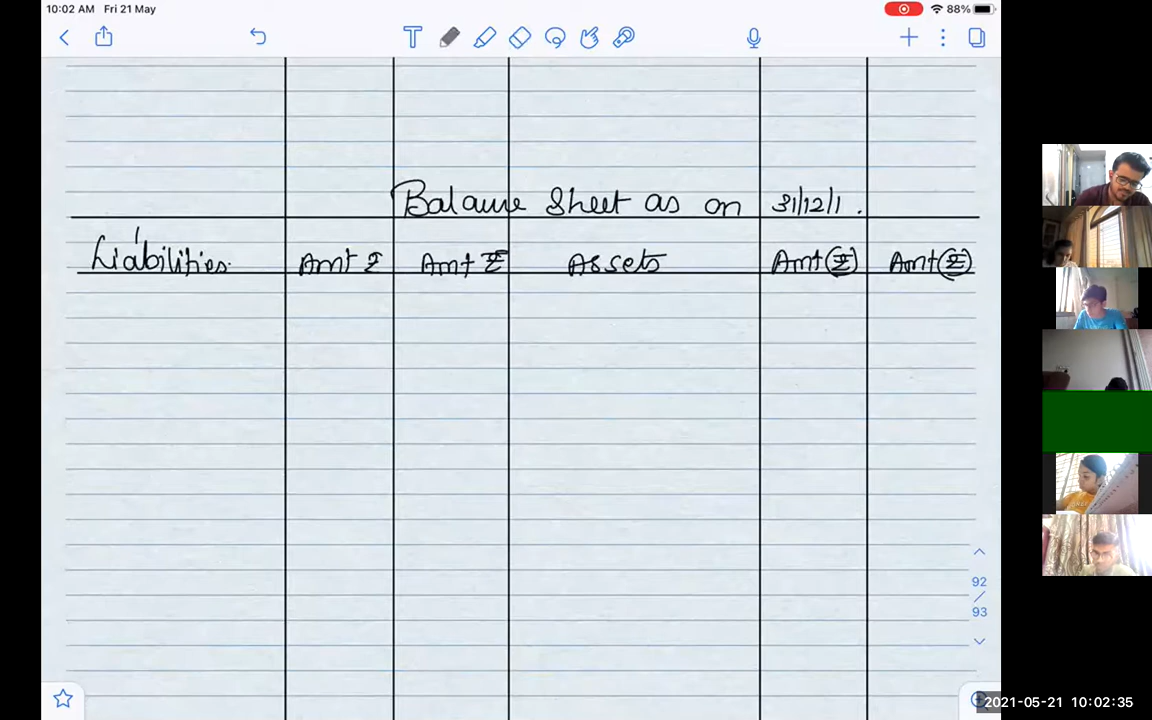 10:02 AM Fri 21 May
88%
T
Balance Sheet as on 31/12/1.
Liabilities. Amt ₹ Amt ₹ Assets Amt(₹) Amt(₹)
92
/
93
2021-05-21 10:02:35